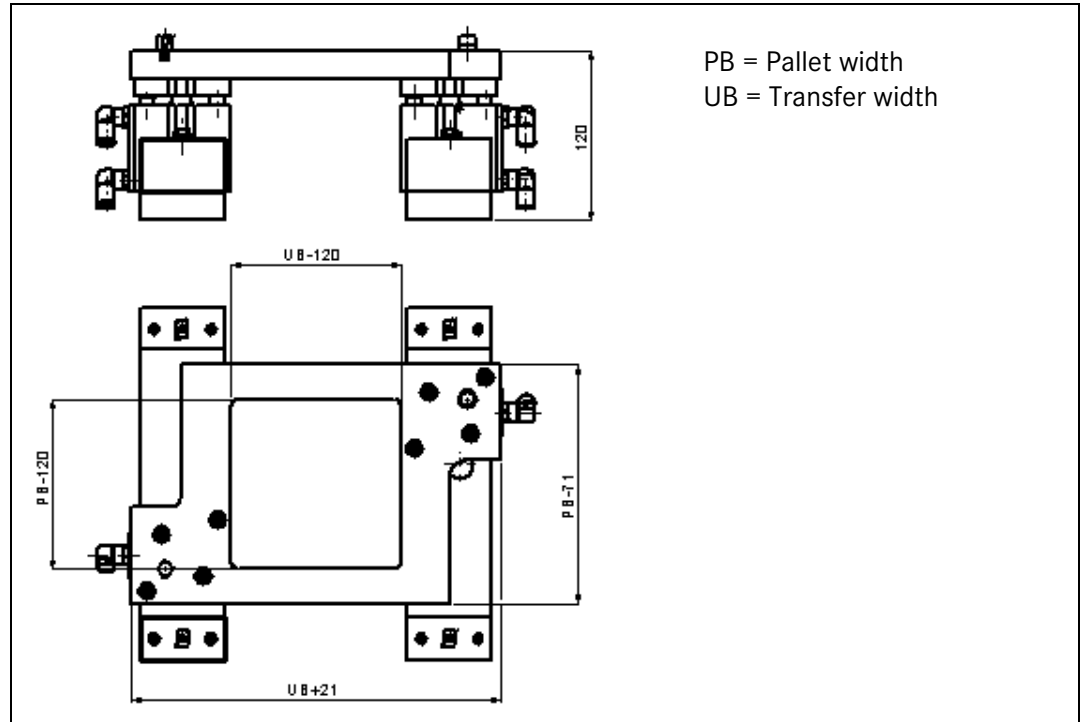 PB = Pallet width
UB = Transfer width
120
UB-120
PB-120
PB-71
UB+21